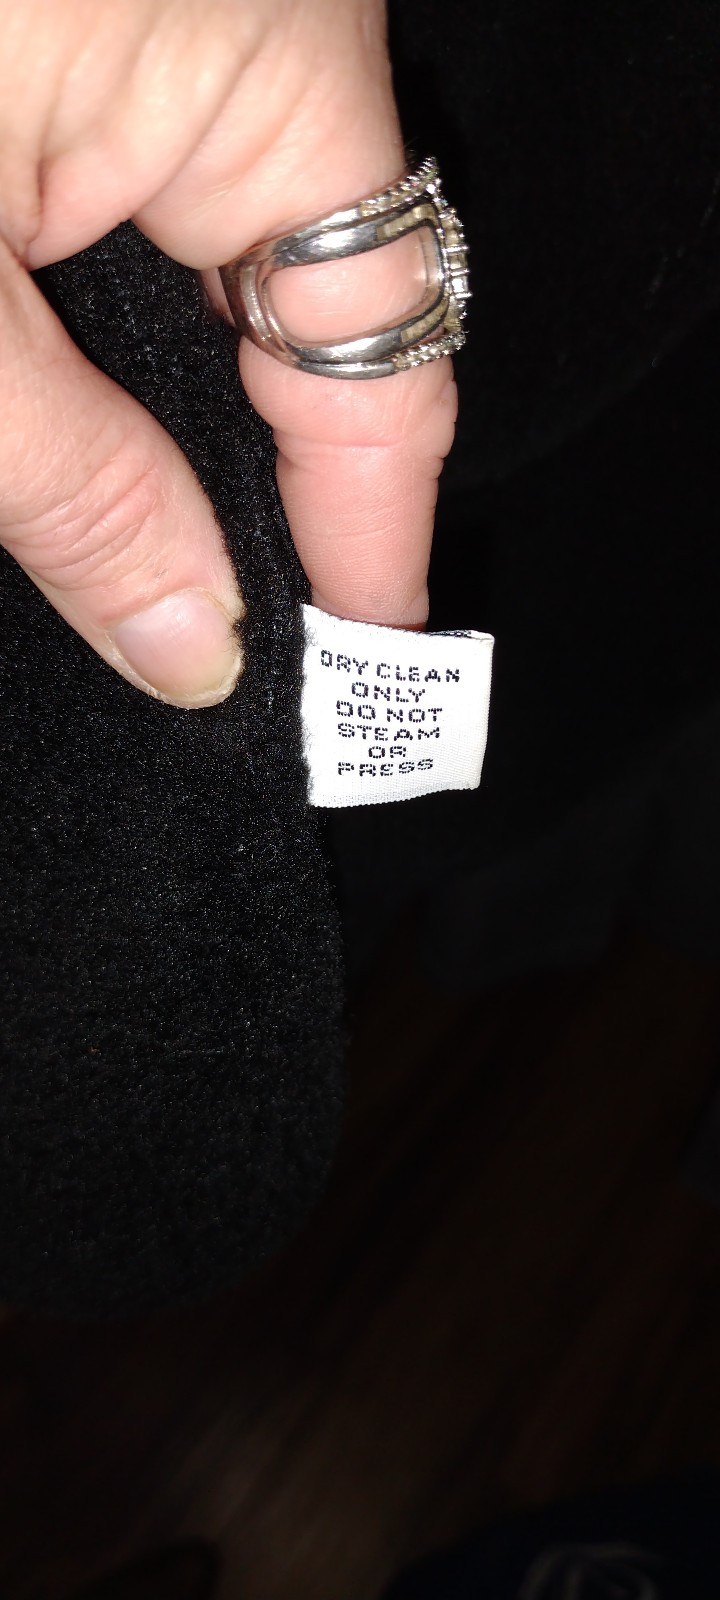 DRY CLEAN
ONLY
DO NOT
STEAM
OR
PRESS